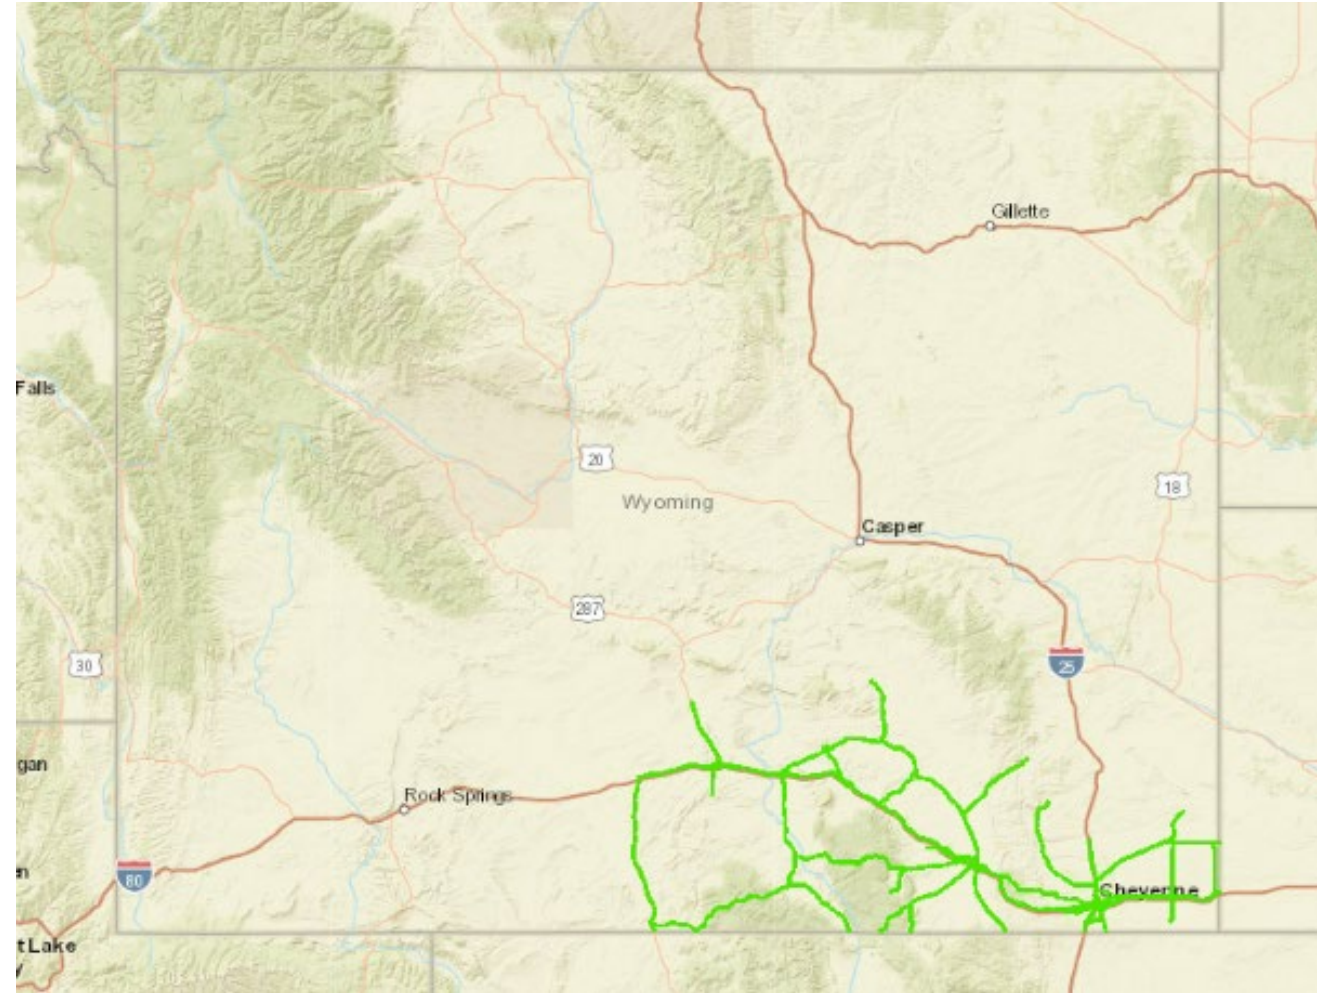 Gillette
Falls
20
Wyoming
18
Casper
287
30
25
gan
Rock Springs
80
Cheyenne
t Lake